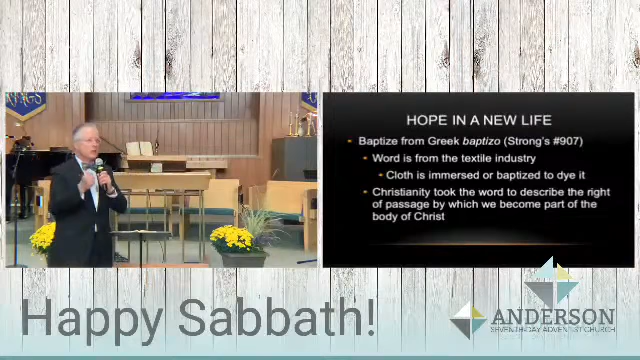 HOPE IN A NEW LIFE
Baptize from Greek baptizo (Strong's #907)
Word is from the textile industry
Cloth is immersed or baptized to dye it
Christianity took the word to describe the right
of passage by which we become part of the
body of Christ
Happy Sabbath!
ANDERSON
SEVENTH-DAY ADVENTIST CHURCH